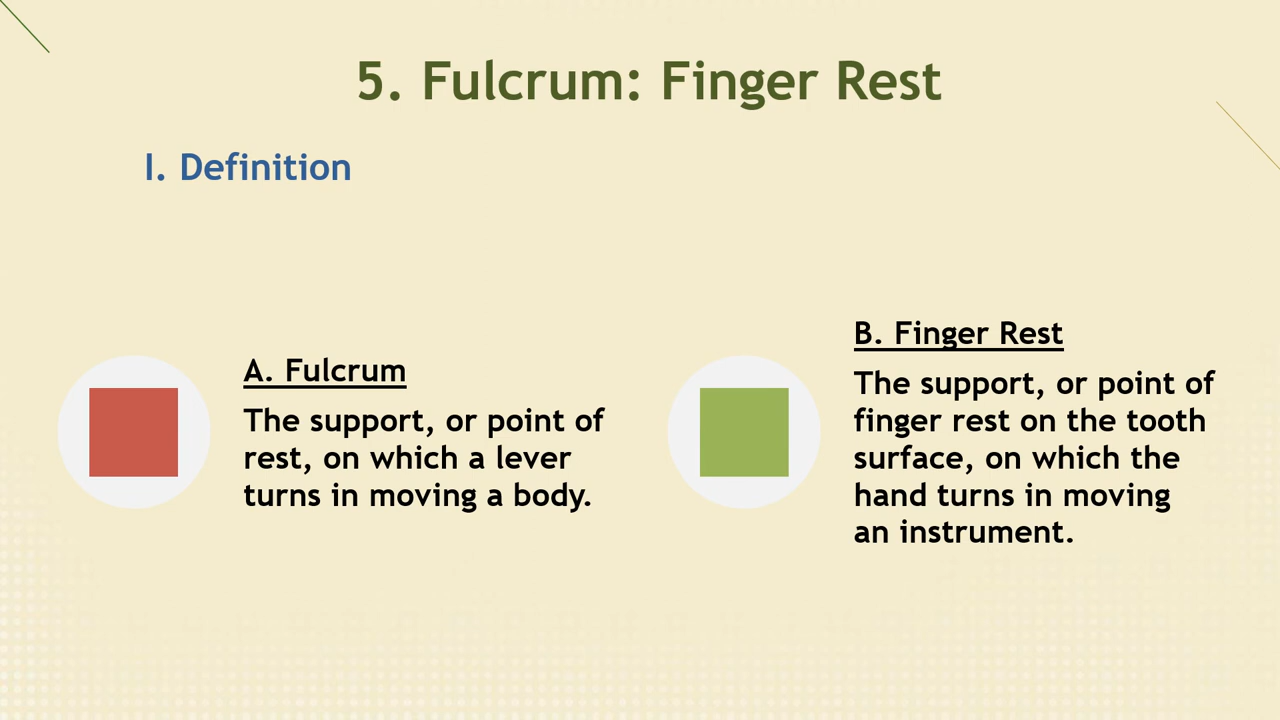 5. Fulcrum: Finger Rest
I. Definition
A. Fulcrum
The support, or point of
rest, on which a lever
turns in moving a body.
B. Finger Rest
The support, or point of
finger rest on the tooth
surface, on which the
hand turns in moving
an instrument.